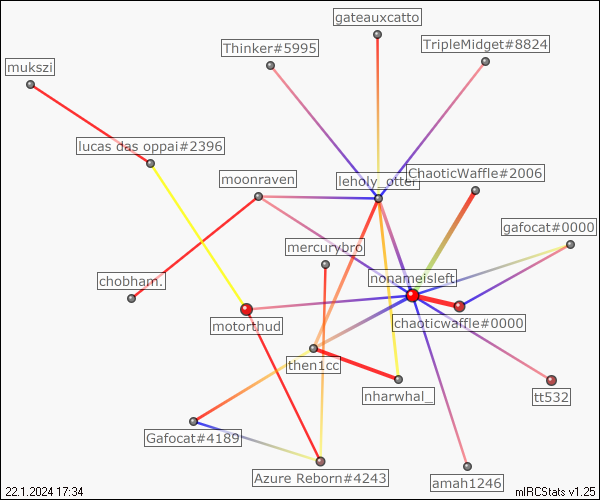 gateauxcatto
Thinker#5995
TripleMidget#8824
mukszi
lucas das oppai#2396
ChaoticWaffle#2006
moonraven
leholy_otter
gafocat#0000
mercurybro
nonameisleft
chobham.
motorthud
chaoticwaffle#0000
then1cc
nharwhal_
tt532
Gafocat#4189
Azure Reborn#4243
amah1246
22.1.2024 17:34
mIRCStats v1.25